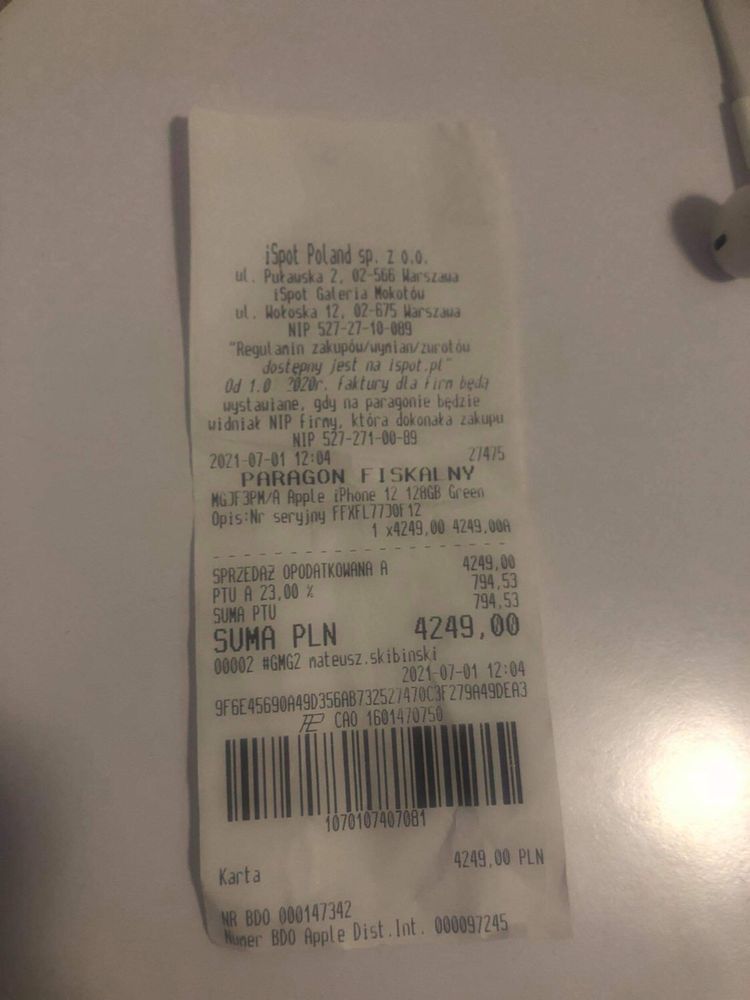 iSpot Poland sp. z o.o.
ul. Puławska 2, 02-566 Warszawa
iSpot Galeria Mokotów
ul. Wołoska 12, 02-675 Warszawa
NIP 527-27-10-089
"Regulamin zakupów/wymian/zwrotów
dostępny jest na ispot.pl"
Od 1.0 2020r. faktury dla firm będą
wystawiane, gdy na paragonie będzie
widniał NIP firmy, która dokonała zakupu
NIP 527-271-00-89
2021-07-01 12:04 27475
PARAGON FISKALNY
MGJF3PM/A Apple iPhone 12 128GB Green
Opis:Nr seryjny FFXFL77J0F12
1 x4249,00 4249,00A
SPRZEDAŻ OPODATKOWANA A 4249,00
PTU A 23,00 % 794,53
SUMA PTU 794,53
SUMA PLN 4249,00
00002 #GMG2 mateusz.skibinski
2021-07-01 12:04
9F6E45690A49D356AB732527470C3F279A49DEA3
CAO 1601470750
1070107407081
Karta 4249,00 PLN
NR BDO 000147342
Numer BDO Apple Dist.Int. 000097245